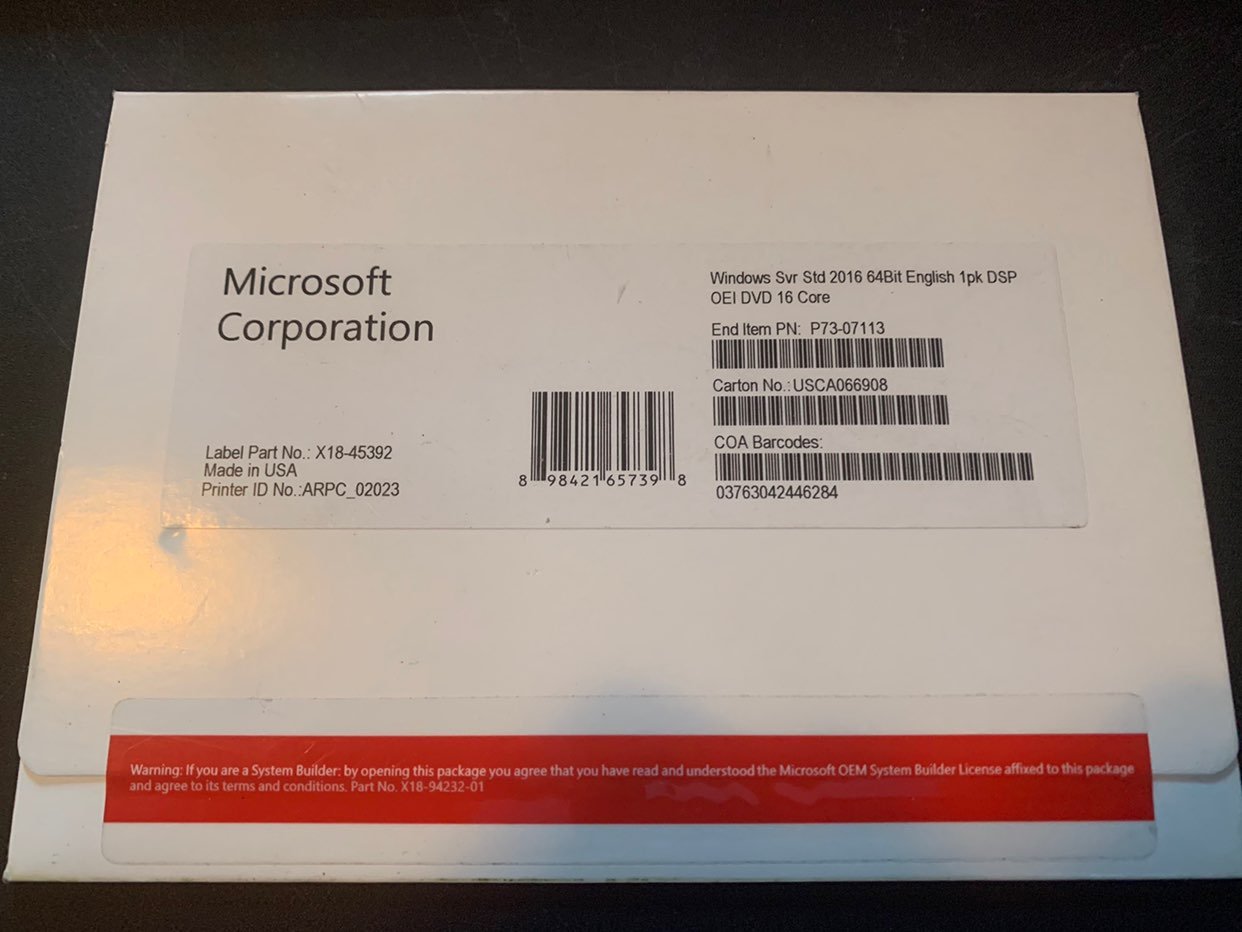 Microsoft
Corporation
Label Part No.: X18-45392
Made in USA
Printer ID No.:ARPC_02023
8 98421 65739 8
Windows Svr Std 2016 64Bit English 1pk DSP
OEI DVD 16 Core
End Item PN: P73-07113
Carton No.:USCA066908
COA Barcodes:
03763042446284
Warning: If you are a System Builder: by opening this package you agree that you have read and understood the Microsoft OEM System Builder License affixed to this package
and agree to its terms and conditions. Part No. X18-94232-01